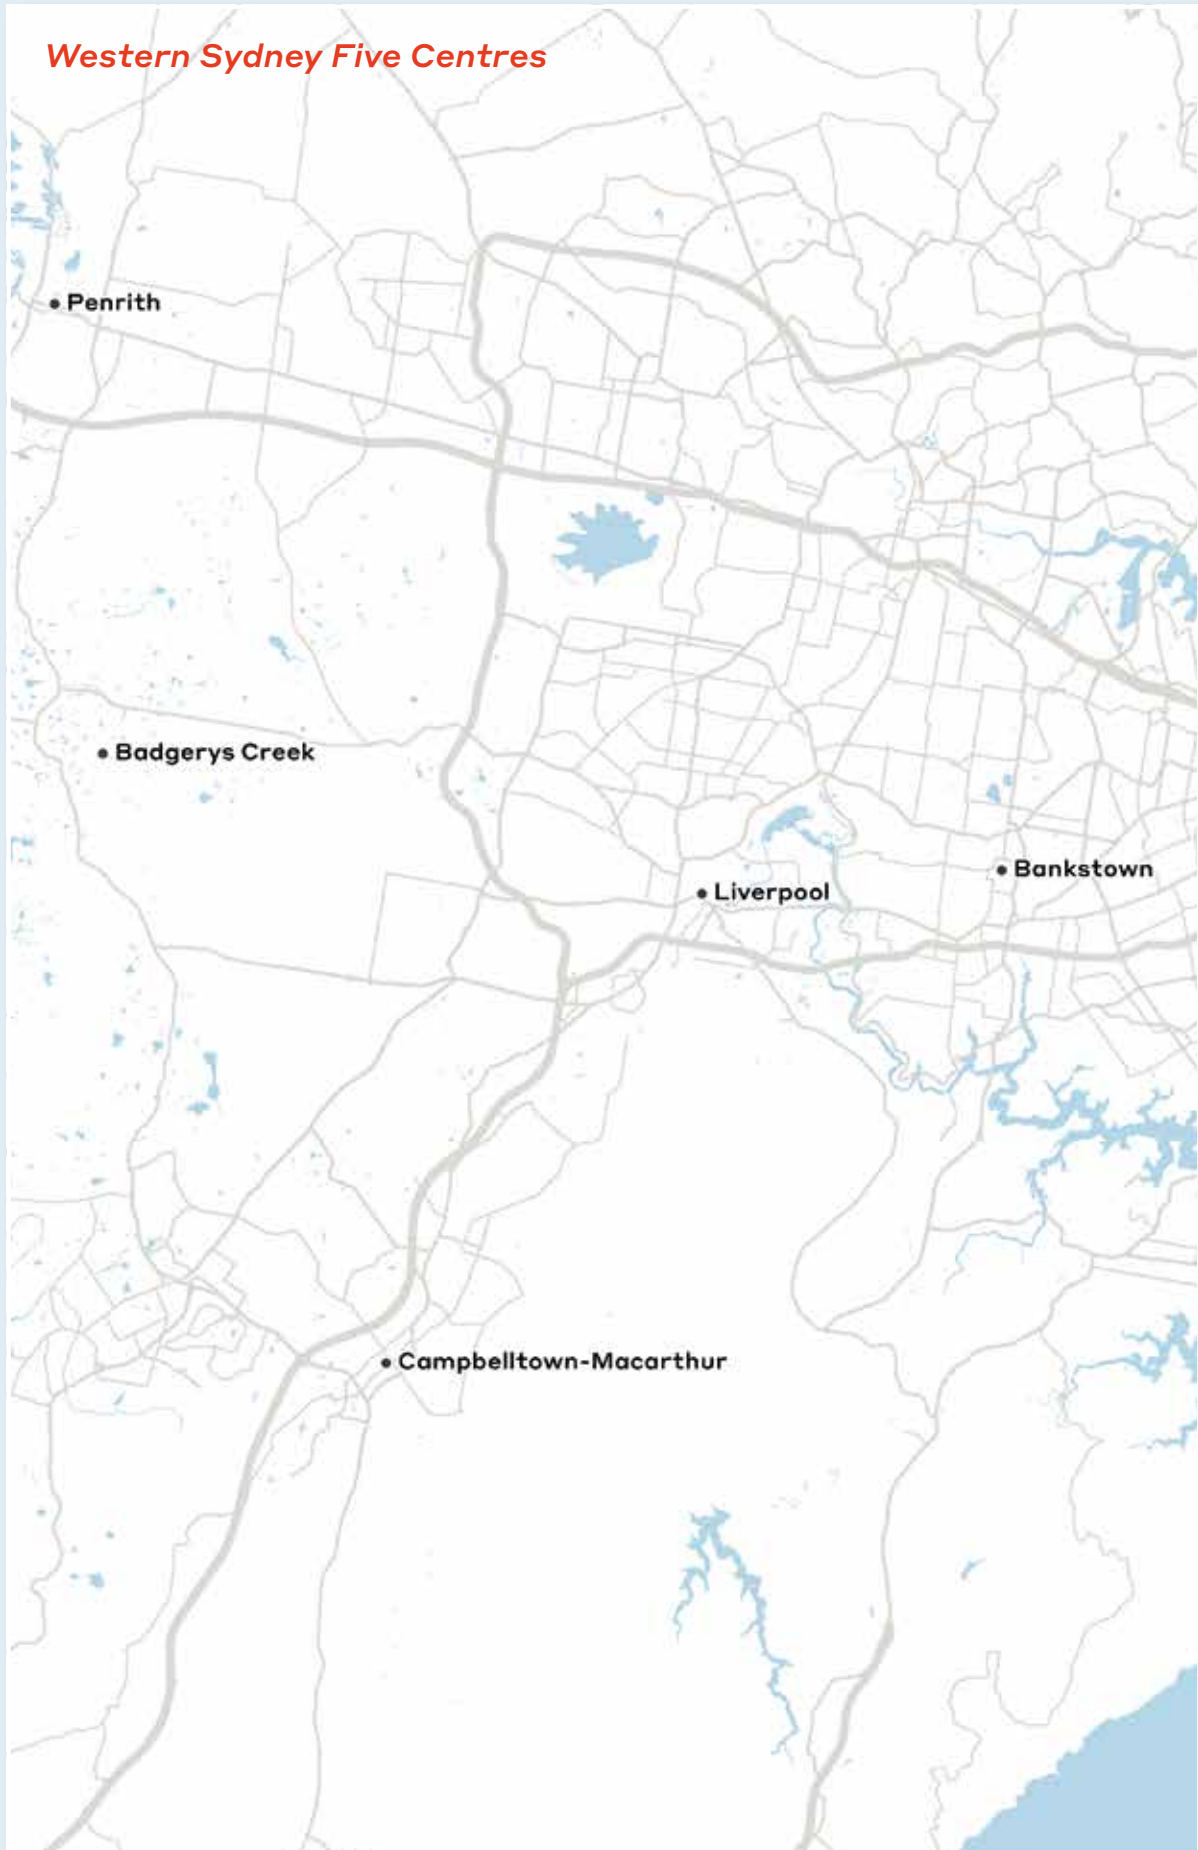 Western Sydney Five Centres
Penrith
Badgerys Creek
Bankstown
Liverpool
Campbelltown-Macarthur